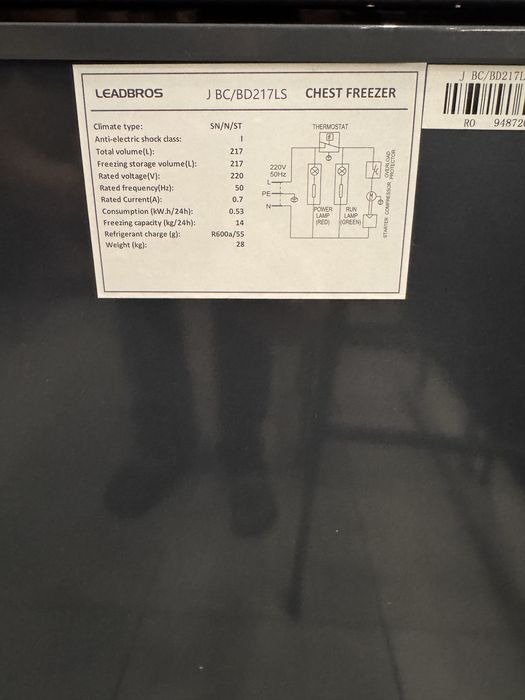 LEADBROS J BC/BD217LS CHEST FREEZER
Climate type: SN/N/ST
Anti-electric shock class: I
Total volume(L): 217
Freezing storage volume(L): 217
Rated voltage(V): 220
Rated frequency(Hz): 50
Rated Current(A): 0.7
Consumption (kW.h/24h): 0.53
Freezing capacity (kg/24h): 14
Refrigerant charge (g): R600a/55
Weight (kg): 28
THERMOSTAT
220V
50Hz
L
PE
N
POWER
LAMP
(RED)
RUN
LAMP
(GREEN)
OVERLOAD
PROTECTOR
STARTER COMPRESSOR
J BC/BD217L
RO 94872